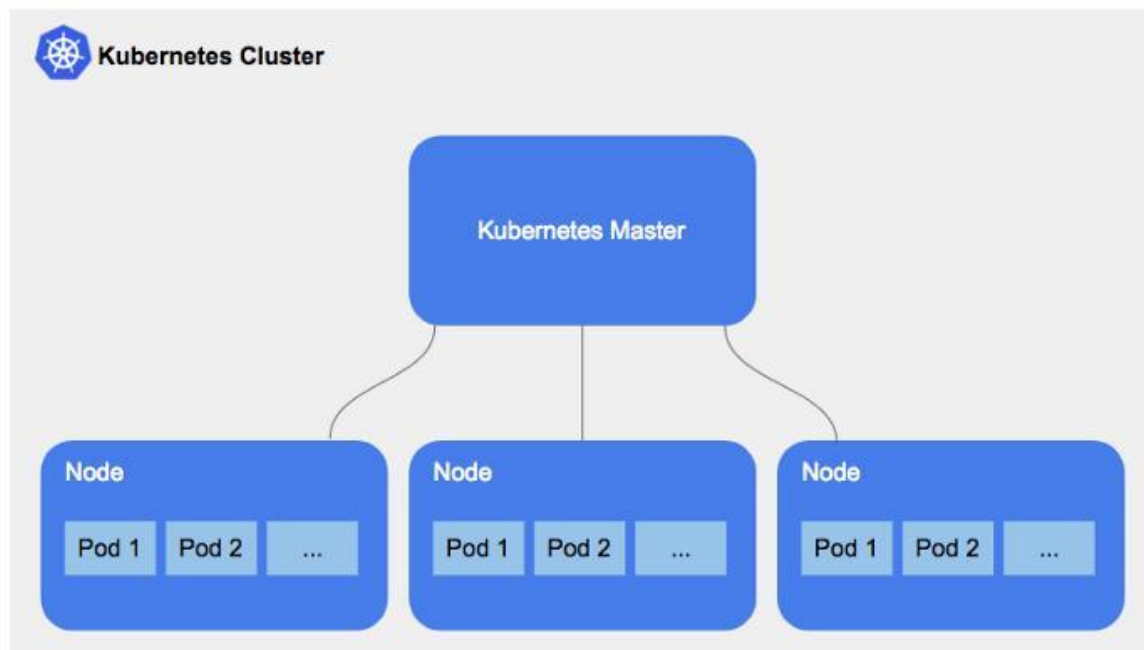 Kubernetes Cluster
Kubernetes Master
Node
Pod 1 Pod 2 ...
Node
Pod 1 Pod 2 ...
Node
Pod 1 Pod 2 ...